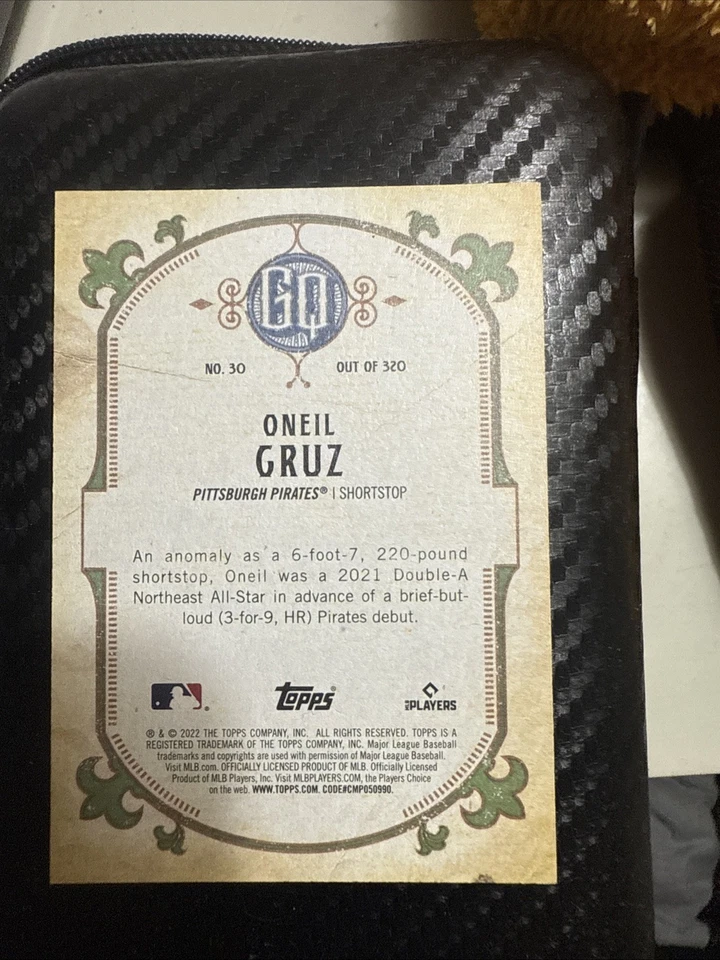 GQ
NO. 30 OUT OF 320
ONEIL
GRUZ
PITTSBURGH PIRATES® | SHORTSTOP
An anomaly as a 6-foot-7, 220-pound
shortstop, Oneil was a 2021 Double-A
Northeast All-Star in advance of a brief-but-
loud (3-for-9, HR) Pirates debut.
topps® MLB PLAYERS
® & © 2022 THE TOPPS COMPANY, INC. ALL RIGHTS RESERVED. TOPPS IS A
REGISTERED TRADEMARK OF THE TOPPS COMPANY, INC. Major League Baseball
trademarks and copyrights are used with permission of Major League Baseball.
Visit MLB.com. OFFICIALLY LICENSED PRODUCT OF MLB. Officially Licensed
Product of MLB Players, Inc. Visit MLBPLAYERS.COM, the Players Choice
on the web. WWW.TOPPS.COM. CODE#CMP050990.